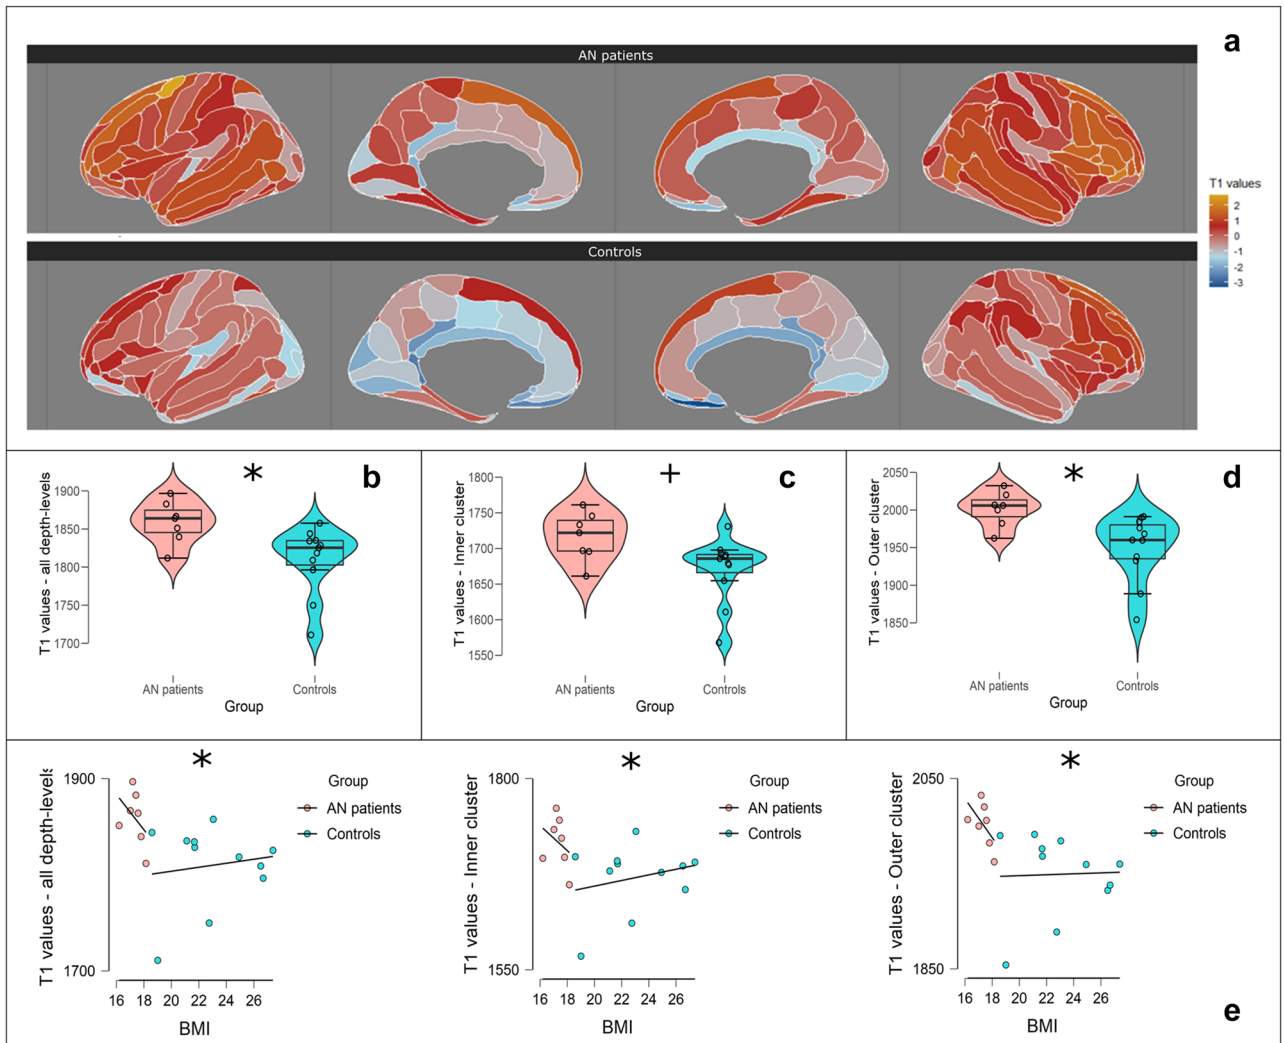 a
AN patients
T1 values
2
1
0
-1
-2
-3
Controls
* b
T1 values - all depth-levels
1900
1850
1800
1750
1700
AN patients Controls
Group
+ c
T1 values - Inner cluster
1800
1750
1700
1650
1600
1550
AN patients Controls
Group
* d
T1 values - Outer cluster
2050
2000
1950
1900
1850
AN patients Controls
Group
*
T1 values - all depth-levels
1900
1700
Group
AN patients
Controls
16 18 20 22 24 26
BMI
*
T1 values - Inner cluster
1800
1550
Group
AN patients
Controls
16 18 20 22 24 26
BMI
*
T1 values - Outer cluster
2050
1850
Group
AN patients
Controls
16 18 20 22 24 26
BMI
e